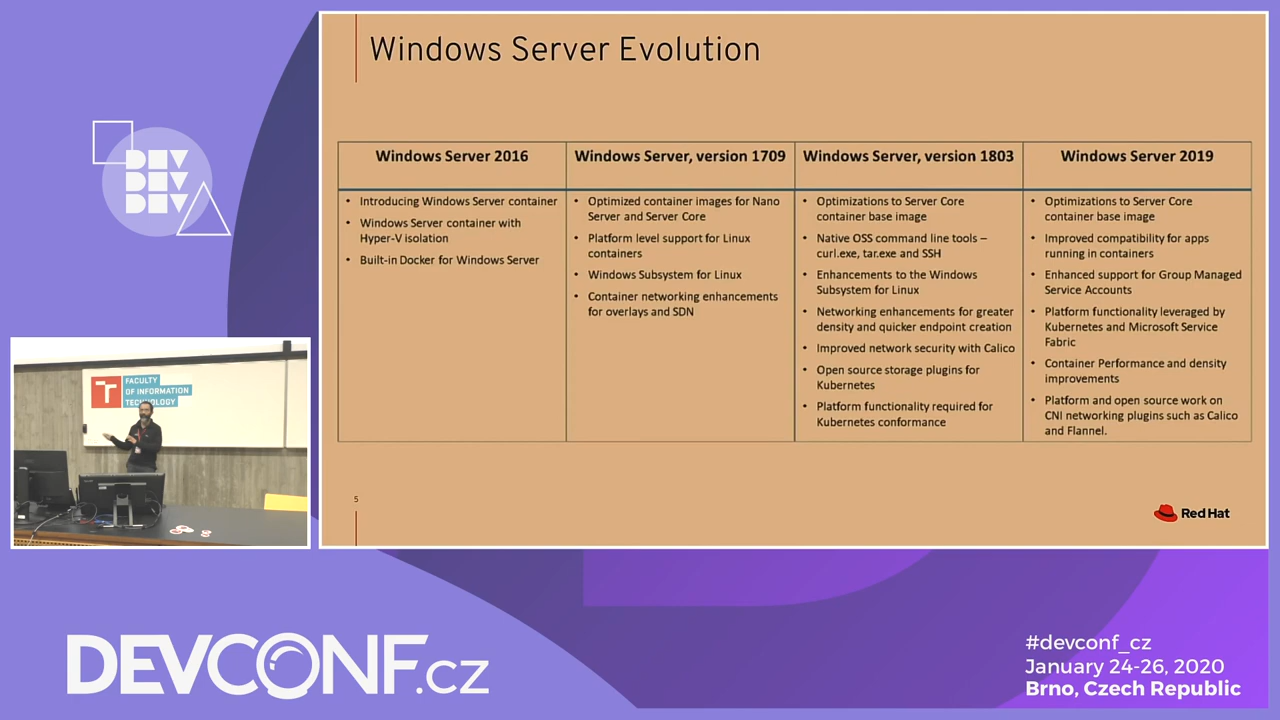 Windows Server Evolution
Windows Server 2016
• Introducing Windows Server container
• Windows Server container with
Hyper-V isolation
• Built-in Docker for Windows Server
Windows Server, version 1709
• Optimized container images for Nano
Server and Server Core
• Platform level support for Linux
containers
• Windows Subsystem for Linux
• Container networking enhancements
for overlays and SDN
Windows Server, version 1803
• Optimizations to Server Core
container base image
• Native OSS command line tools –
curl.exe, tar.exe and SSH
• Enhancements to the Windows
Subsystem for Linux
• Networking enhancements for greater
density and quicker endpoint creation
• Improved network security with Calico
• Open source storage plugins for
Kubernetes
• Platform functionality required for
Kubernetes conformance
Windows Server 2019
• Optimizations to Server Core
container base image
• Improved compatibility for apps
running in containers
• Enhanced support for Group Managed
Service Accounts
• Platform functionality leveraged by
Kubernetes and Microsoft Service
Fabric
• Container Performance and density
improvements
• Platform and open source work on
CNI networking plugins such as Calico
and Flannel.
5
Red Hat
DEV
DEV
DEV
FACULTY
OF INFORMATION
TECHNOLOGY
DEVCONF.cz
#devconf_cz
January 24-26, 2020
Brno, Czech Republic